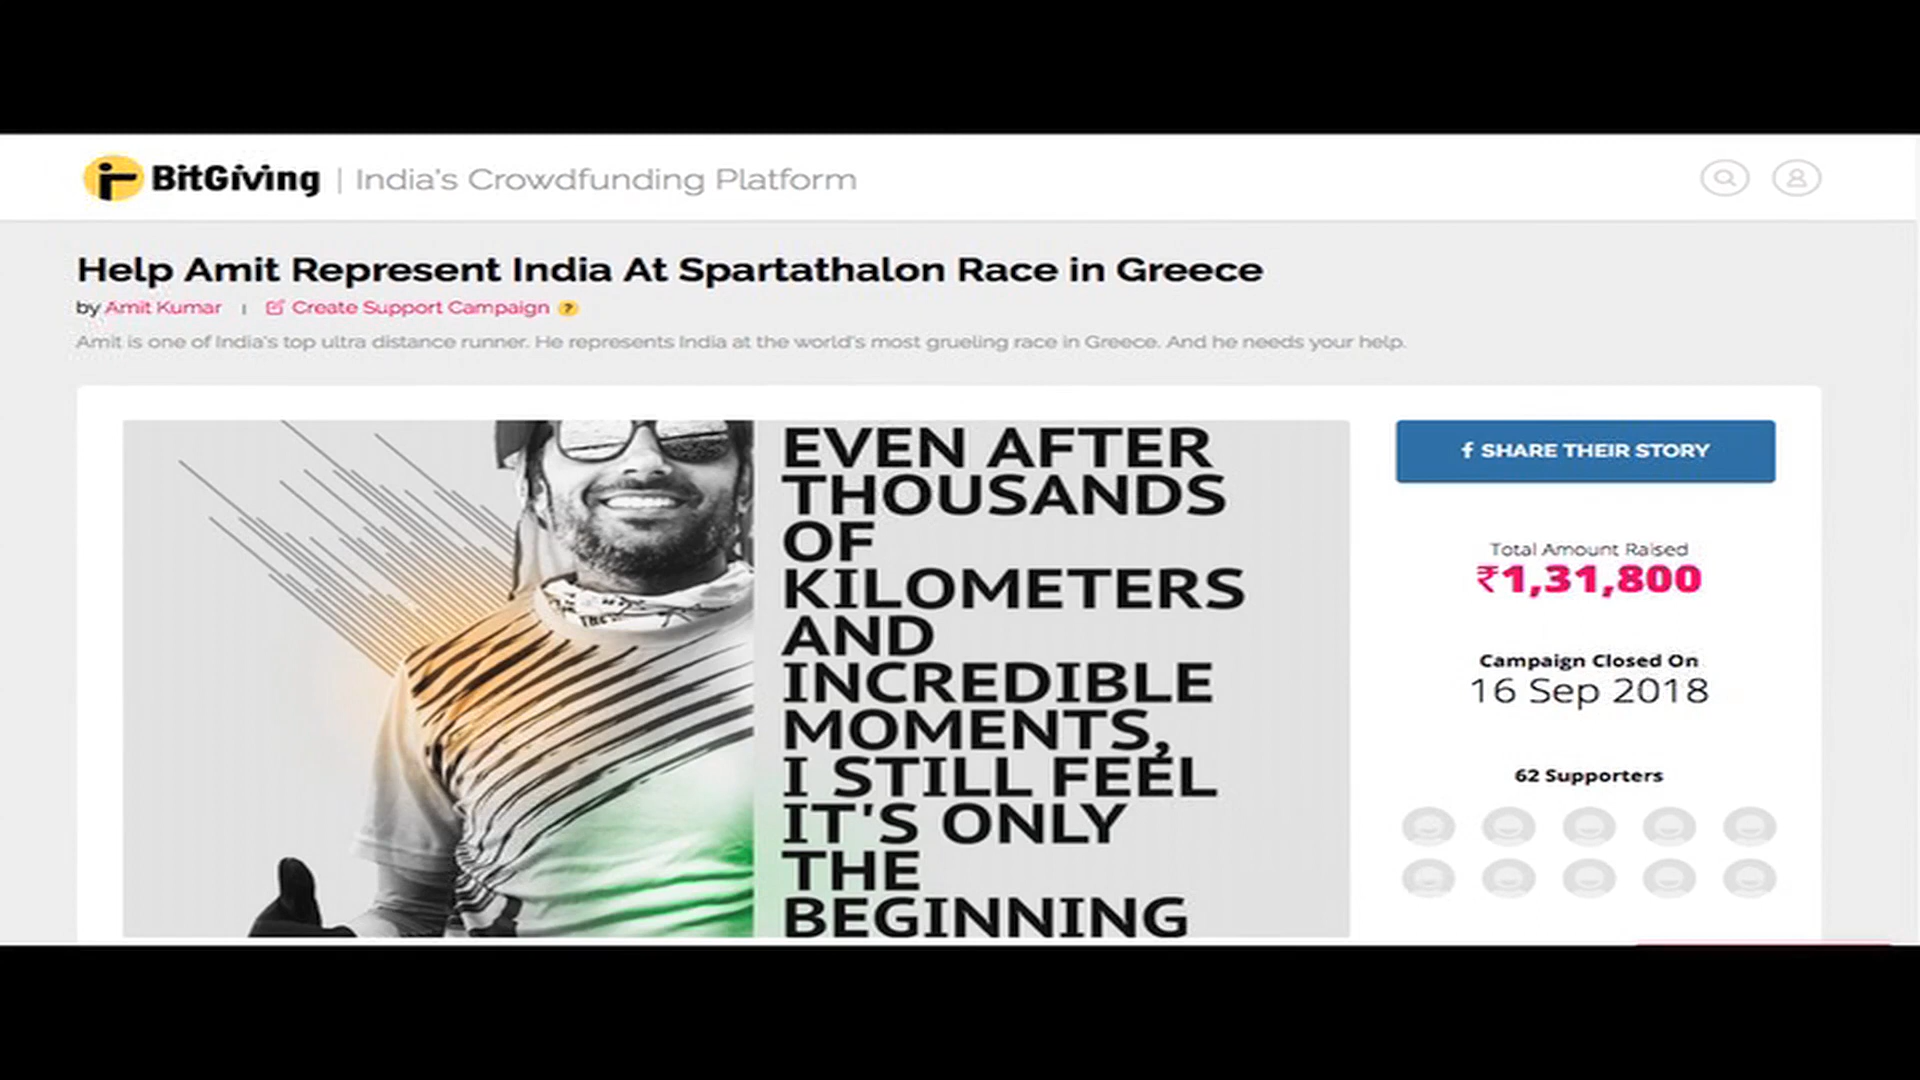 BitGiving | India's Crowdfunding Platform
Help Amit Represent India At Spartathalon Race in Greece
by Amit Kumar | Create Support Campaign ?
Amit is one of India's top ultra distance runner. He represents India at the world's most grueling race in Greece. And he needs your help.
EVEN AFTER
THOUSANDS
OF
KILOMETERS
AND
INCREDIBLE
MOMENTS,
I STILL FEEL
IT'S ONLY
THE
BEGINNING
f SHARE THEIR STORY
Total Amount Raised
₹1,31,800
Campaign Closed On
16 Sep 2018
62 Supporters